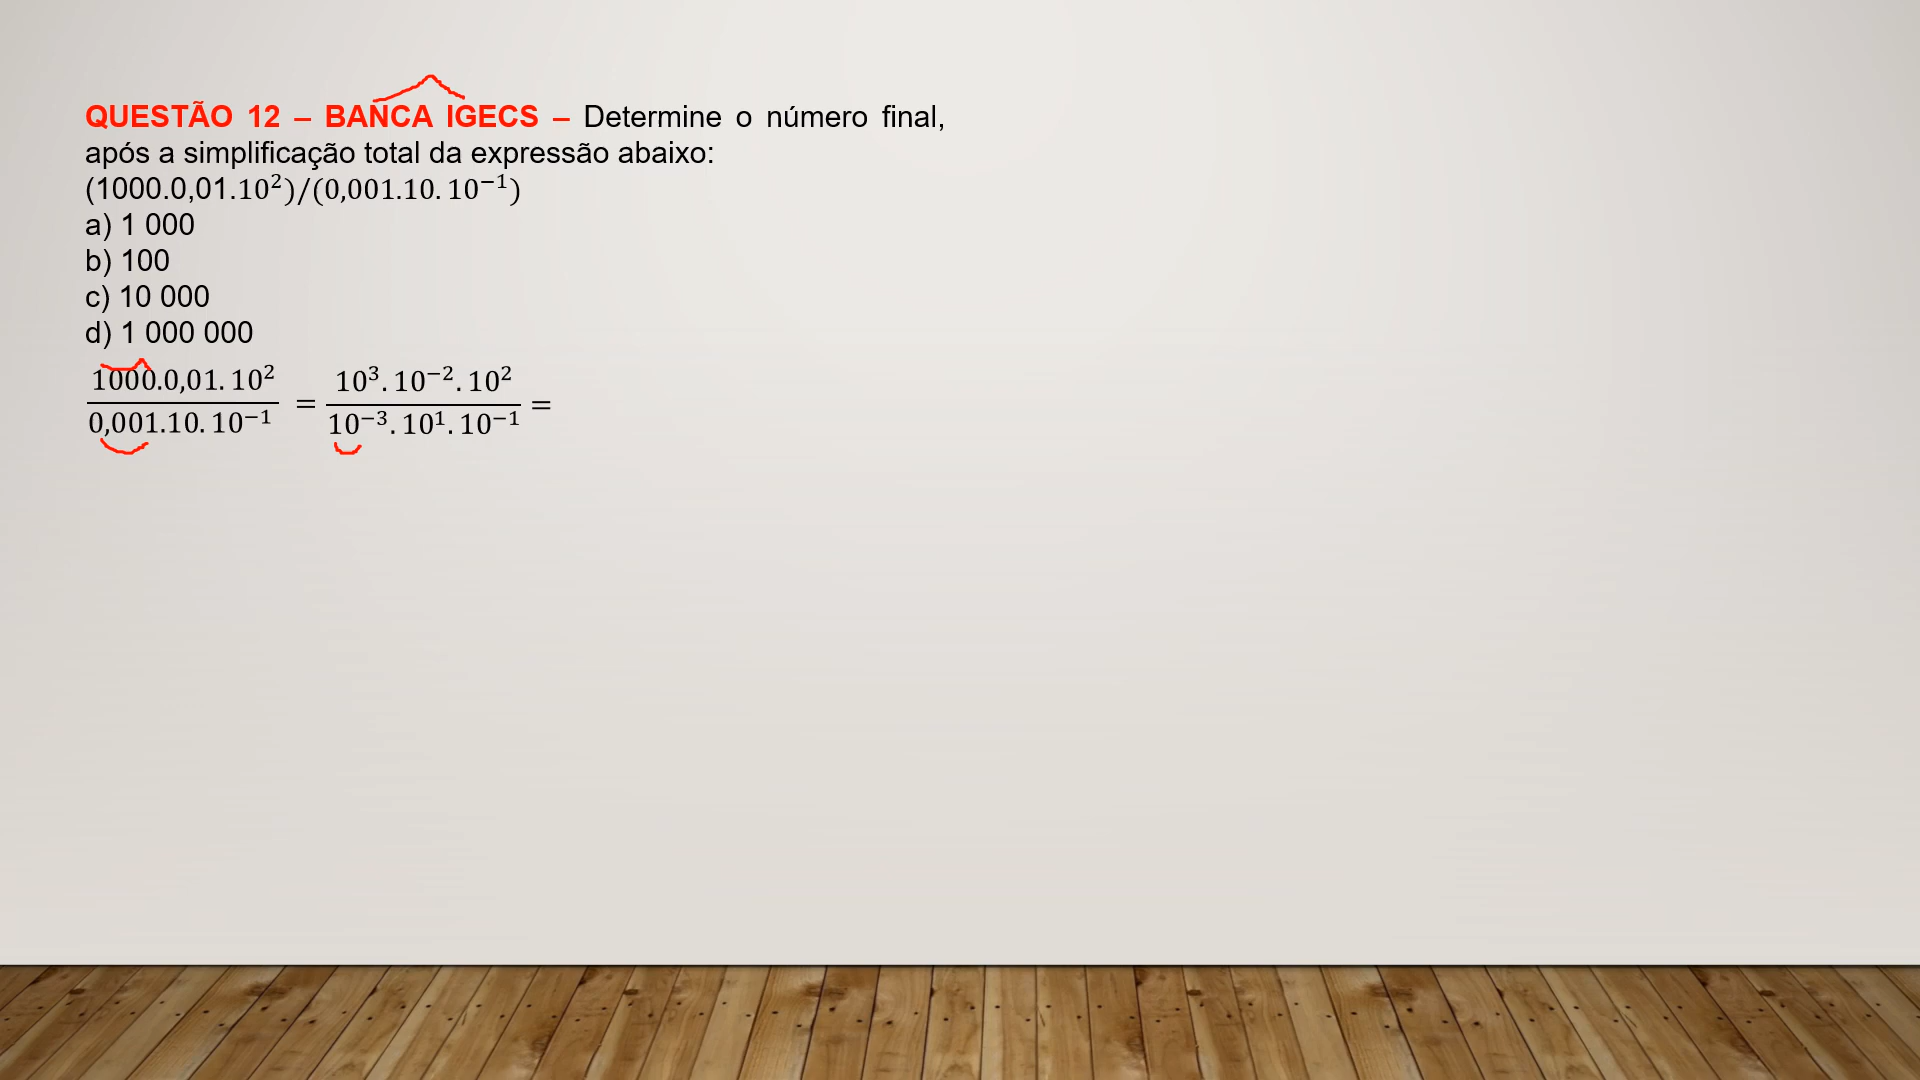 QUESTÃO 12 – BANCA IGECS – Determine o número final,
após a simplificação total da expressão abaixo:
(1000.0,01.10²)/(0,001.10. 10⁻¹)
a) 1 000
b) 100
c) 10 000
d) 1 000 000
1000.0,01. 10² / 0,001.10. 10⁻¹ = 10³. 10⁻². 10² / 10⁻³. 10¹. 10⁻¹ =